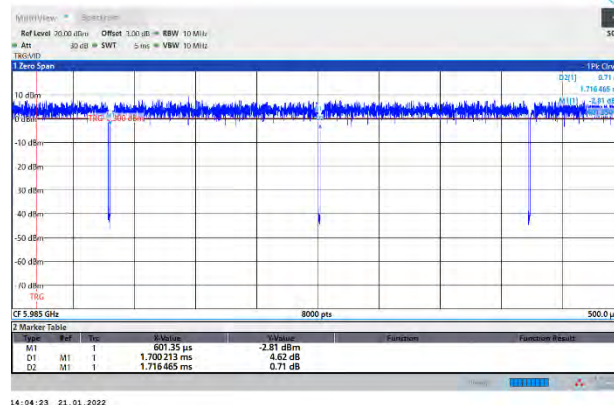 MultiView Spectrum
Ref Level 20.00 dBm Offset 3.00 dB RBW 10 MHz
Att 30 dB SWT 5 ms VBW 10 MHz
TRG:VID
1 Zero Span 1Pk Clrw
D2[1] 0.71
1.716 465 m
M1[1] -2.81 dB
10 dBm
0 dBm
-10 dBm
-20 dBm
-30 dBm
-40 dBm
-50 dBm
-60 dBm
-70 dBm
TRG
CF 5.985 GHz 8000 pts 500.0 µ
2 Marker Table
Type Ref Trc X-Value Y-Value Function Function Result
M1 1 601.35 µs -2.81 dBm
D1 M1 1 1.700 213 ms 4.62 dB
D2 M1 1 1.716 465 ms 0.71 dB
14:04:23 21.01.2022